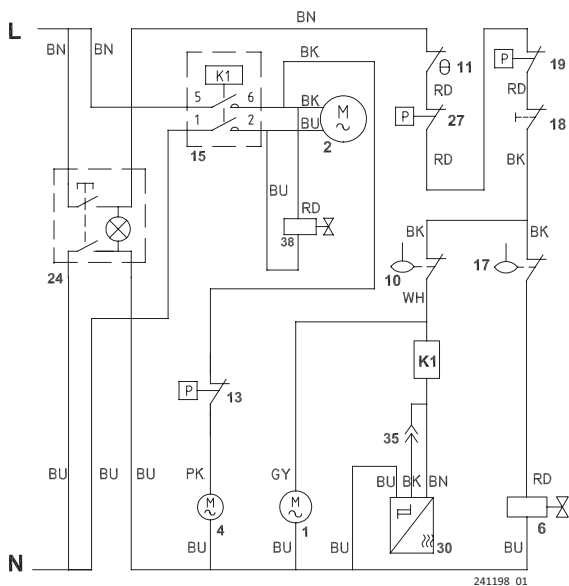 BN
L
BN
BN
BK
P
19
K1
11
5
6
BK
M
RD
RD
P
1
2
BU
27
18
15
2
RD
BK
BU
RD
38
24
BK
BK
10
17
WH
K1
P
13
35
BU
BU
BU
PK
GY
BU
BK
BN
RD
M
M
4
1
30
6
BU
BU
BU
BU
N
241198 01